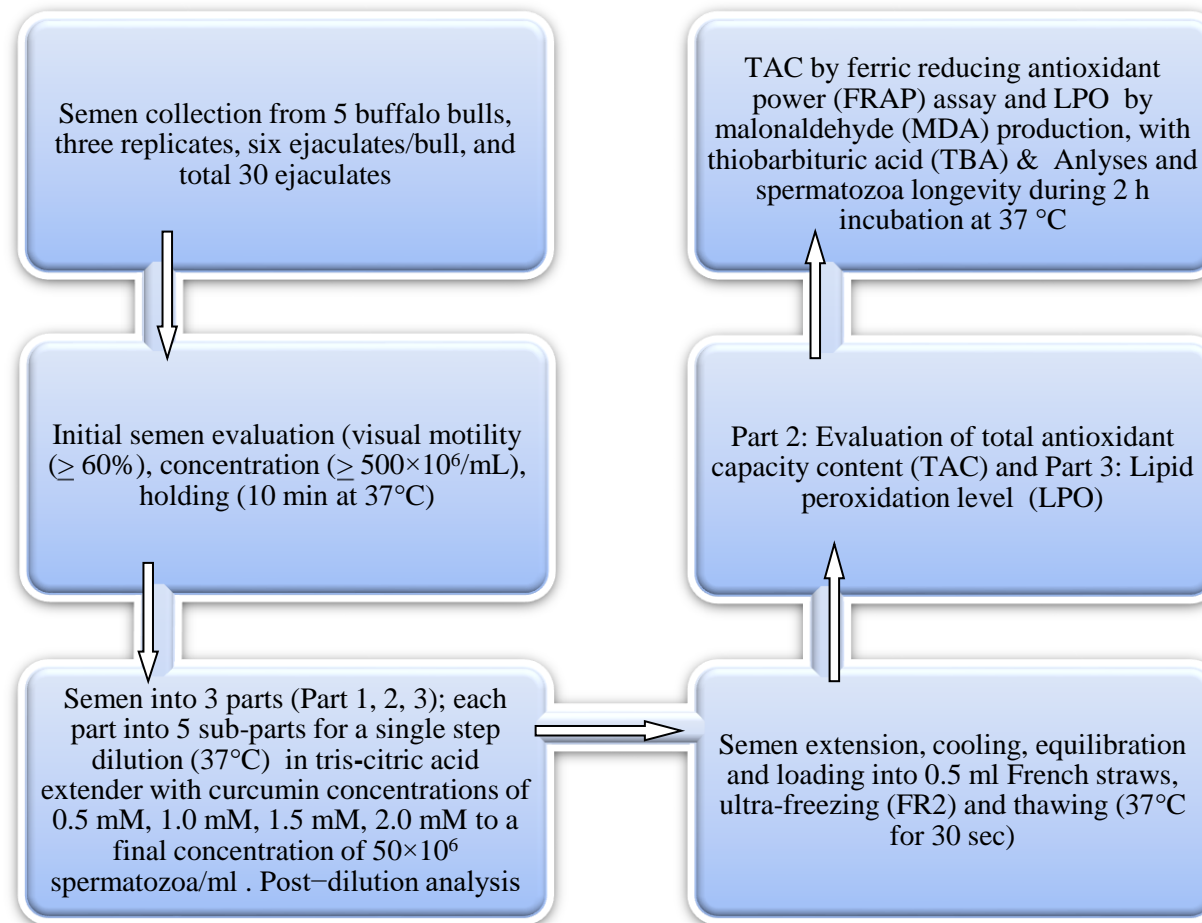 Semen collection from 5 buffalo bulls,
three replicates, six ejaculates/bull, and
total 30 ejaculates
Initial semen evaluation (visual motility
(≥ 60%), concentration (≥ 500×10⁶/mL),
holding (10 min at 37°C)
Semen into 3 parts (Part 1, 2, 3); each
part into 5 sub-parts for a single step
dilution (37°C) in tris-citric acid
extender with curcumin concentrations of
0.5 mM, 1.0 mM, 1.5 mM, 2.0 mM to a
final concentration of 50×10⁶
spermatozoa/ml . Post−dilution analysis
Semen extension, cooling, equilibration
and loading into 0.5 ml French straws,
ultra-freezing (FR2) and thawing (37°C
for 30 sec)
Part 2: Evaluation of total antioxidant
capacity content (TAC) and Part 3: Lipid
peroxidation level (LPO)
TAC by ferric reducing antioxidant
power (FRAP) assay and LPO by
malonaldehyde (MDA) production, with
thiobarbituric acid (TBA) & Anlyses and
spermatozoa longevity during 2 h
incubation at 37 °C